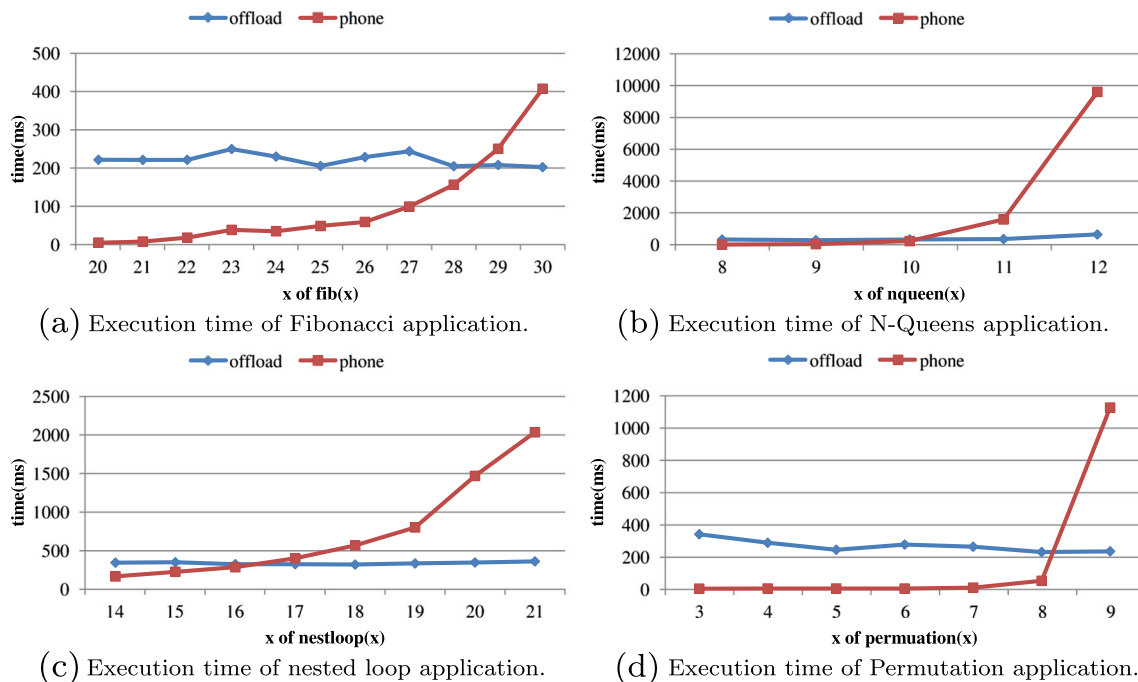 offload phone
500
400
300
200
100
0
time(ms)
20 21 22 23 24 25 26 27 28 29 30
x of fib(x)
(a) Execution time of Fibonacci application.
offload phone
12000
10000
8000
6000
4000
2000
0
time(ms)
8 9 10 11 12
x of nqueen(x)
(b) Execution time of N-Queens application.
offload phone
2500
2000
1500
1000
500
0
time(ms)
14 15 16 17 18 19 20 21
x of nestloop(x)
(c) Execution time of nested loop application.
offload phone
1200
1000
800
600
400
200
0
time(ms)
3 4 5 6 7 8 9
x of permuation(x)
(d) Execution time of Permutation application.